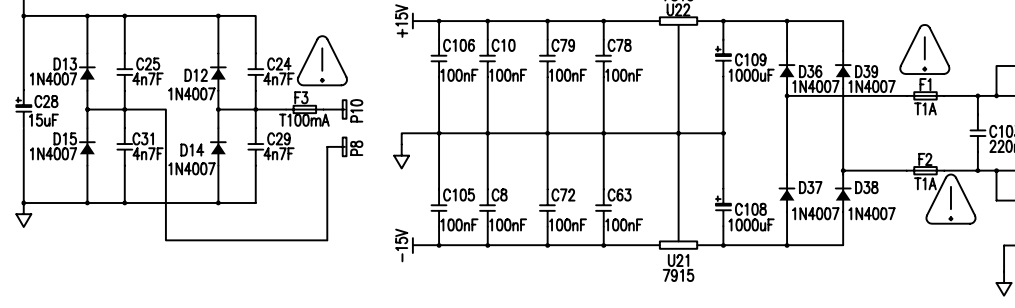 D13
1N4007
C25
4n7F
D12
1N4007
C24
4n7F
C28
15uF
F3
T100mA
P10
D15
1N4007
C31
4n7F
D14
1N4007
C29
4n7F
P8
+15V
U22
C106
100nF
C10
100nF
C79
100nF
C78
100nF
C109
1000uF
D36
1N4007
D39
1N4007
F1
T1A
F2
T1A
C105
100nF
C8
100nF
C72
100nF
C63
100nF
C108
1000uF
D37
1N4007
D38
1N4007
-15V
U21
7915